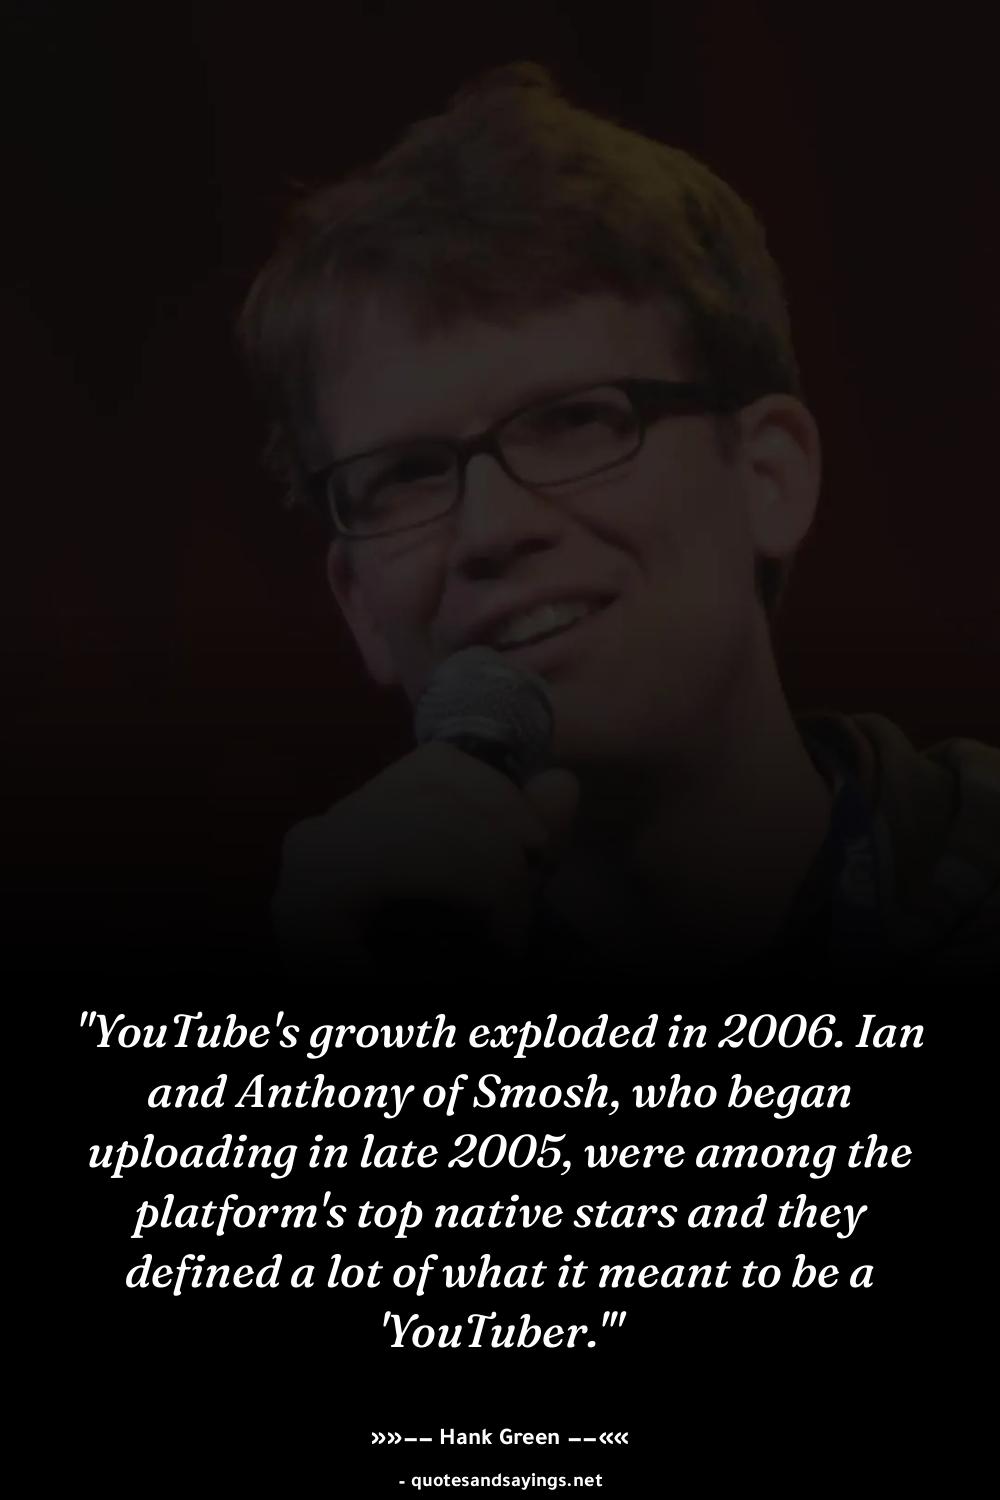 "YouTube's growth exploded in 2006. Ian
and Anthony of Smosh, who began
uploading in late 2005, were among the
platform's top native stars and they
defined a lot of what it meant to be a
'YouTuber.'"
»»—— Hank Green ——««
- quotesandsayings.net